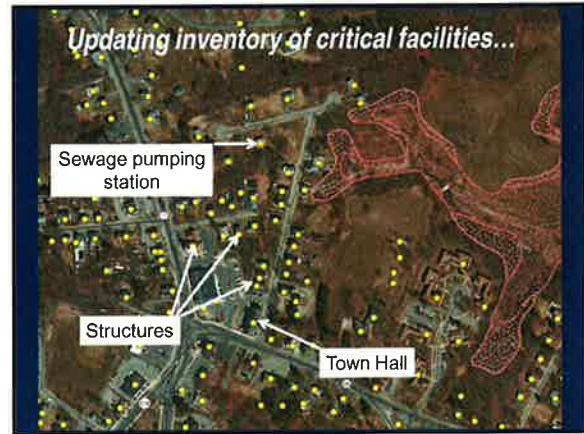 Updating inventory of critical facilities...
Sewage pumping
station
Structures
Town Hall